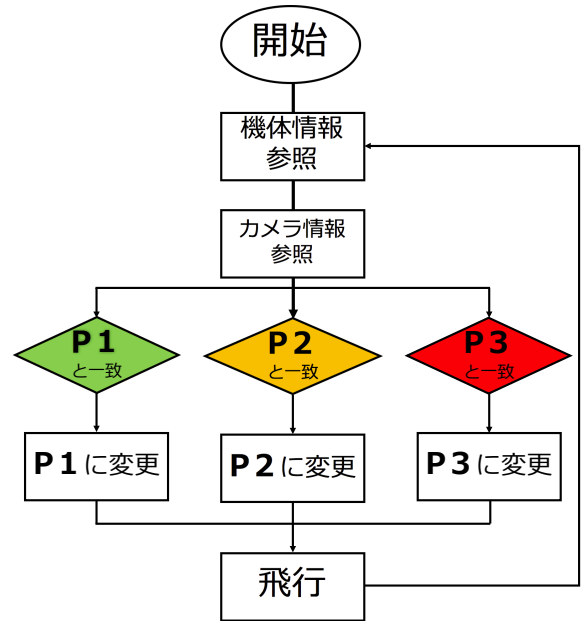 開始
機体情報
参照
カメラ情報
参照
P1
と一致
P2
と一致
P3
と一致
P1に変更
P2に変更
P3に変更
飛行